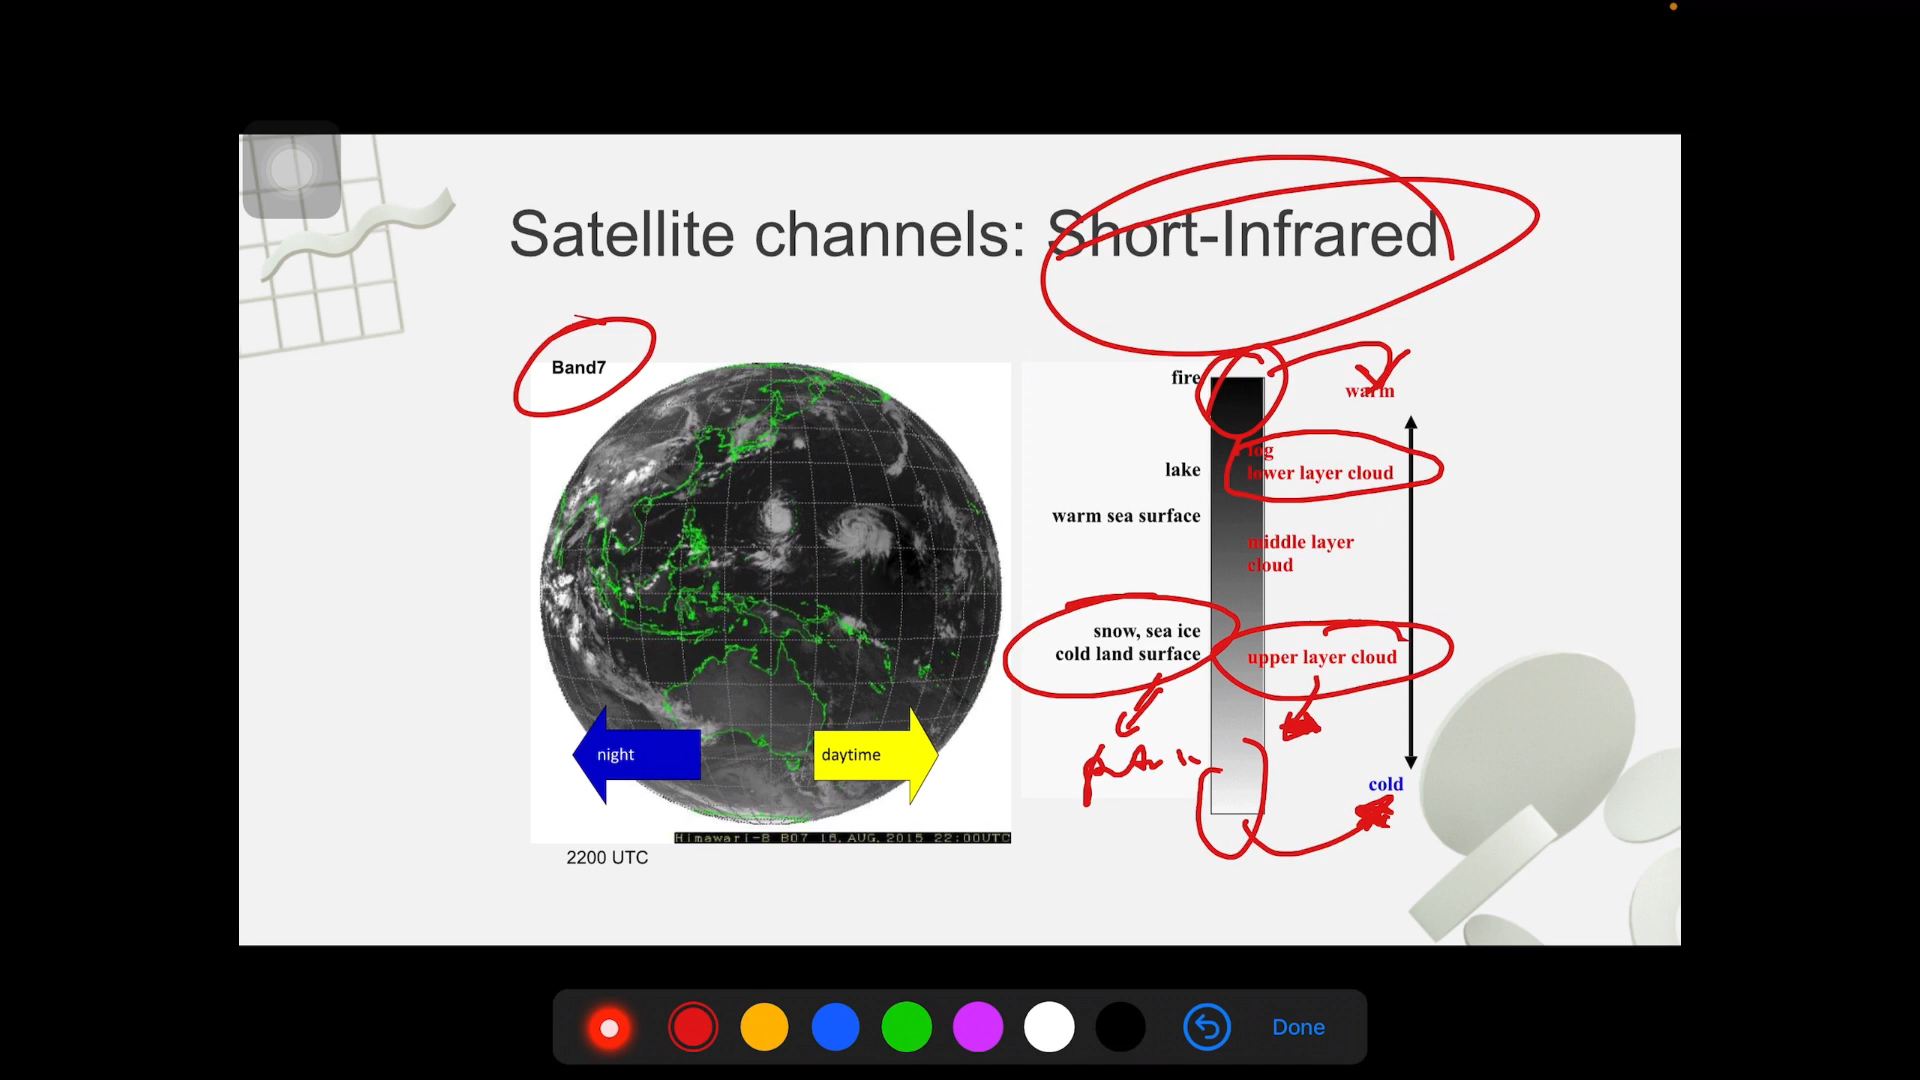 Satellite channels: Short-Infrared
Band7
fire
warm
fog
lake
lower layer cloud
warm sea surface
middle layer
cloud
snow, sea ice
cold land surface
upper layer cloud
night
daytime
cold
Himawari-8 B07 16.AUG.2015 22:00UTC
2200 UTC
Done